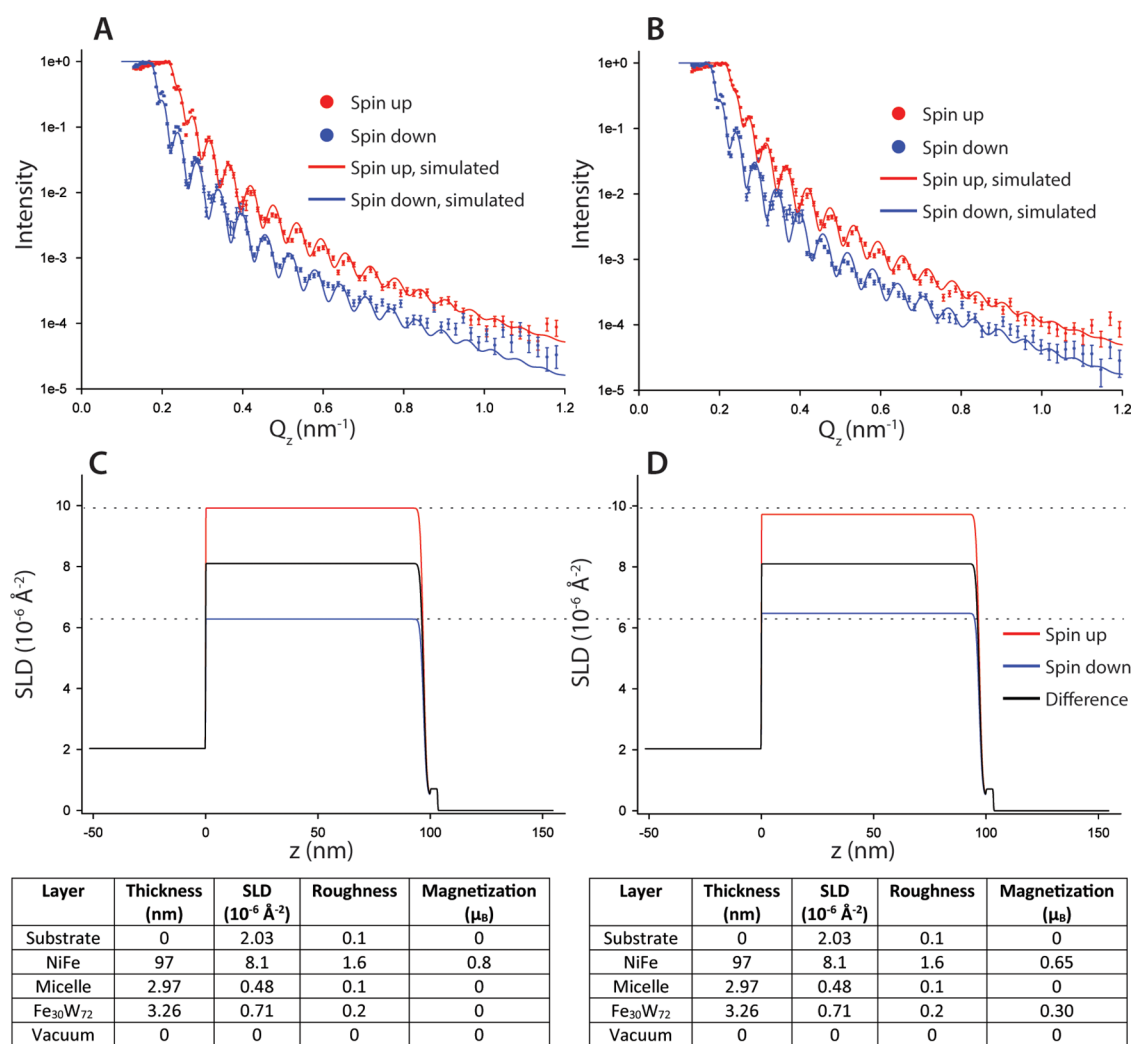 A
1e+0
1e-1
1e-2
1e-3
1e-4
1e-5
Intensity
Spin up
Spin down
Spin up, simulated
Spin down, simulated
0.0 0.2 0.4 0.6 0.8 1.0 1.2
Qz (nm-1)
B
1e+0
1e-1
1e-2
1e-3
1e-4
1e-5
Intensity
Spin up
Spin down
Spin up, simulated
Spin down, simulated
0.0 0.2 0.4 0.6 0.8 1.0 1.2
Qz (nm-1)
C
10
8
6
4
2
0
SLD (10-6 Å-2)
-50 0 50 100 150
z (nm)
D
10
8
6
4
2
0
SLD (10-6 Å-2)
Spin up
Spin down
Difference
-50 0 50 100 150
z (nm)
Layer Thickness (nm) SLD (10-6 Å-2) Roughness Magnetization (μB)
Substrate 0 2.03 0.1 0
NiFe 97 8.1 1.6 0.8
Micelle 2.97 0.48 0.1 0
Fe30W72 3.26 0.71 0.2 0
Vacuum 0 0 0 0
Layer Thickness (nm) SLD (10-6 Å-2) Roughness Magnetization (μB)
Substrate 0 2.03 0.1 0
NiFe 97 8.1 1.6 0.65
Micelle 2.97 0.48 0.1 0
Fe30W72 3.26 0.71 0.2 0.30
Vacuum 0 0 0 0